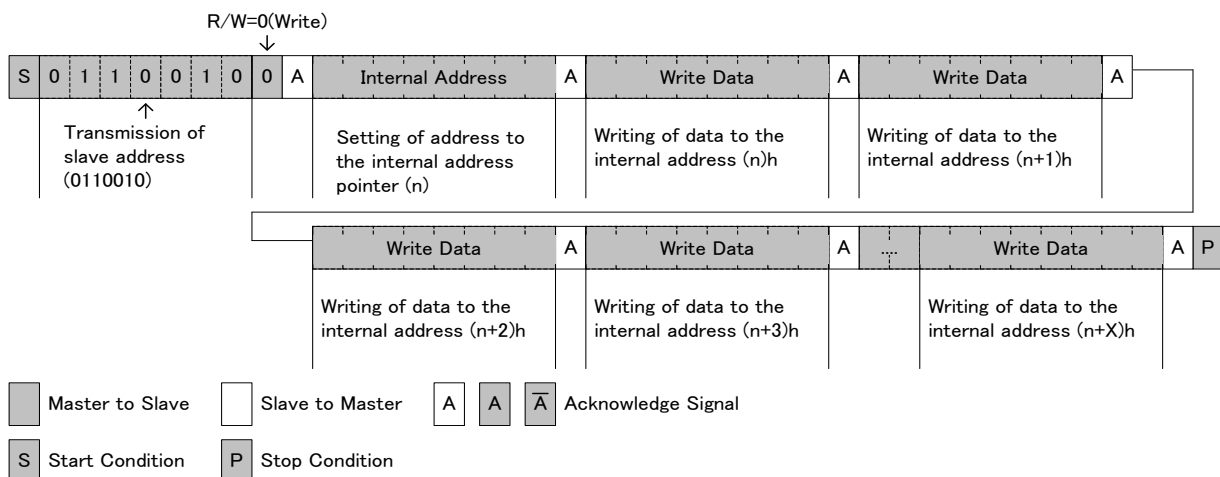 R/W=0(Write)
S 0 1 1 0 0 1 0 0 A Internal Address A Write Data A Write Data A
Transmission of
slave address
(0110010)
Setting of address to
the internal address
pointer (n)
Writing of data to the
internal address (n)h
Writing of data to the
internal address (n+1)h
Write Data A Write Data A .... Write Data A P
Writing of data to the
internal address (n+2)h
Writing of data to the
internal address (n+3)h
Writing of data to the
internal address (n+X)h
Master to Slave Slave to Master A A A̅ Acknowledge Signal
S Start Condition P Stop Condition